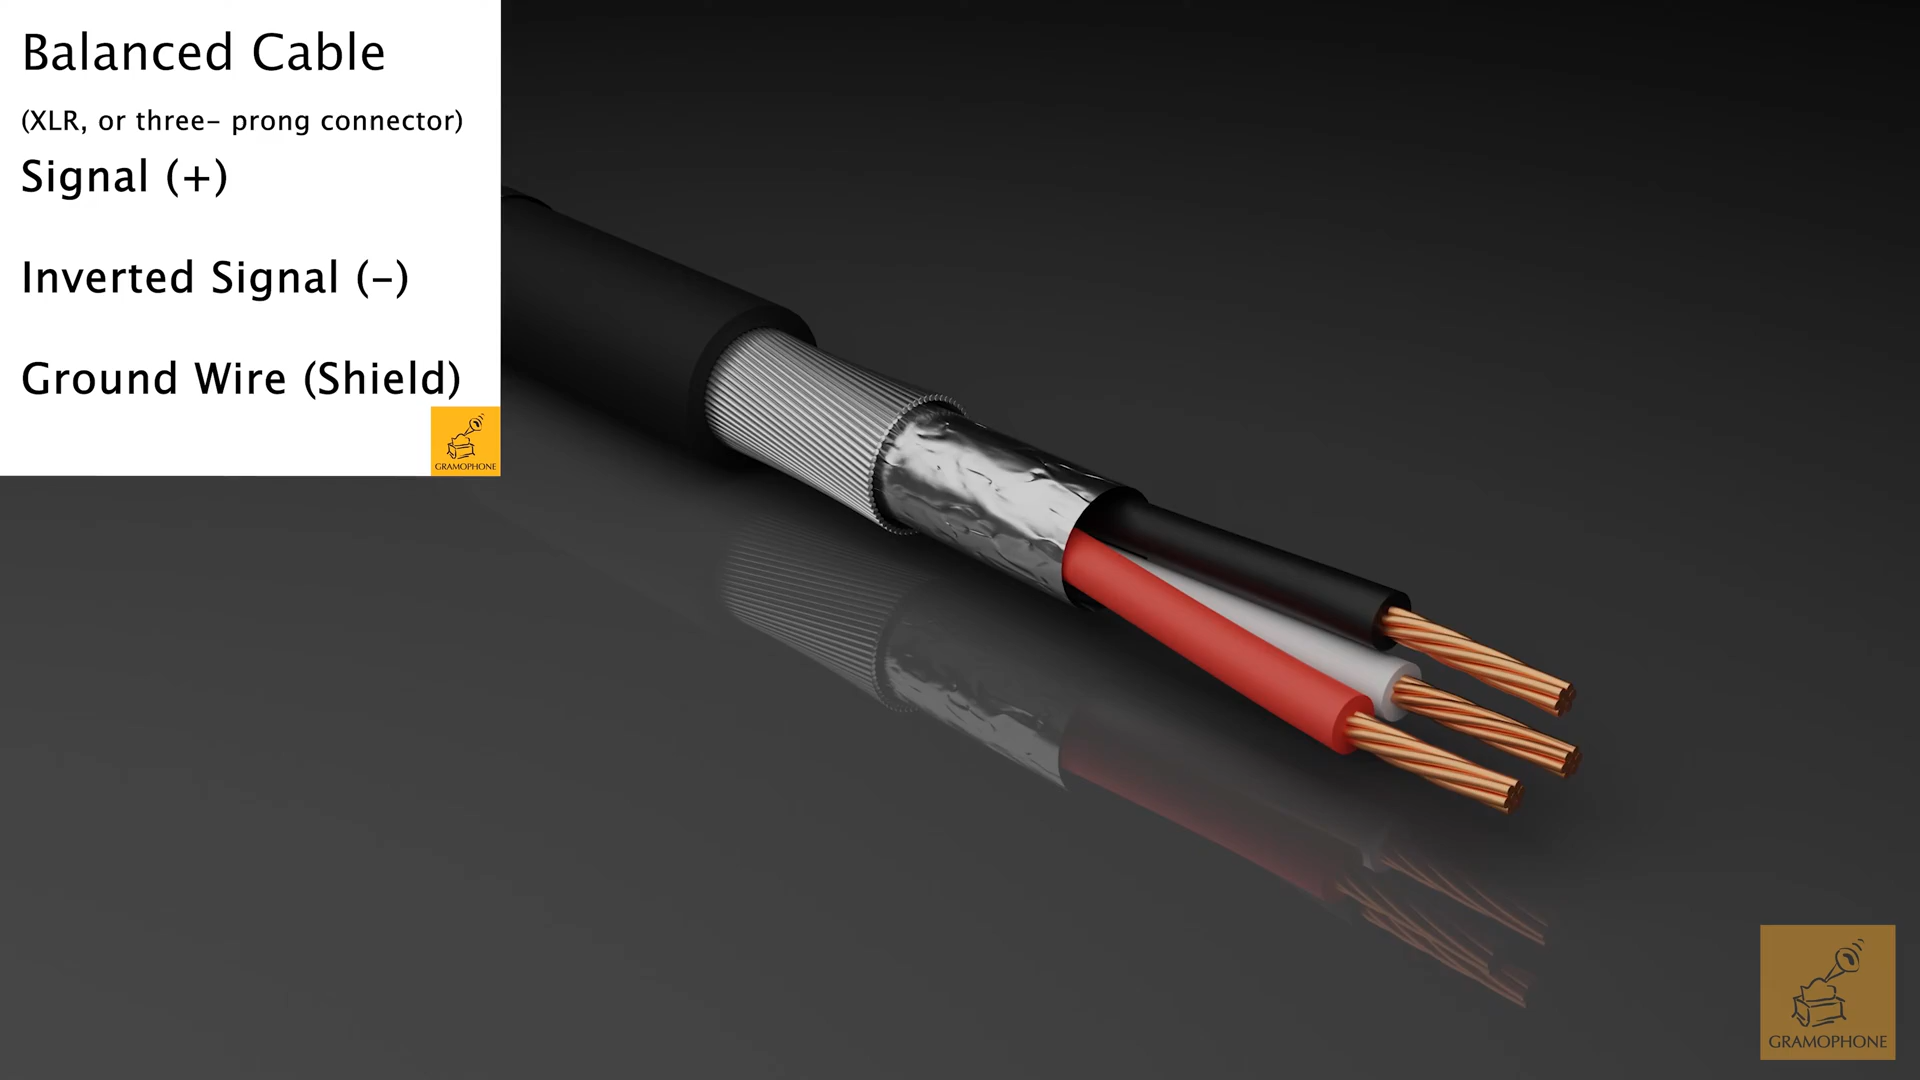 Balanced Cable
(XLR, or three- prong connector)
Signal (+)
Inverted Signal (-)
Ground Wire (Shield)
GRAMOPHONE
GRAMOPHONE